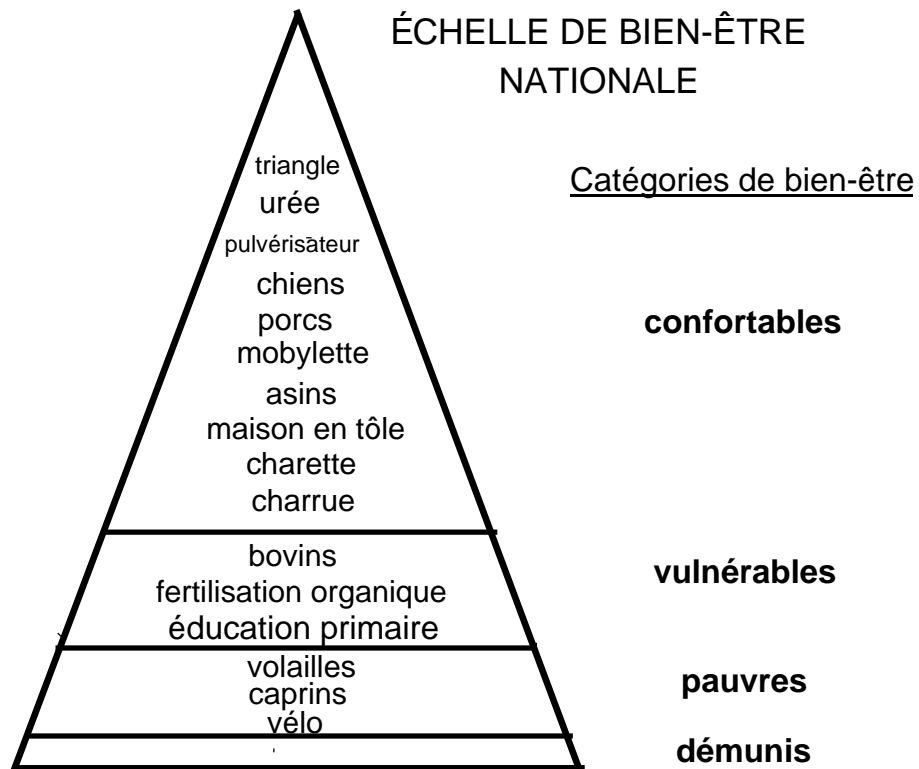 ÉCHELLE DE BIEN-ÊTRE
NATIONALE
Catégories de bien-être
triangle
urée
pulvérisateur
chiens
porcs
mobylette
asins
maison en tôle
charette
charrue
confortables
bovins
fertilisation organique
éducation primaire
vulnérables
volailles
caprins
vélo
pauvres
démunis